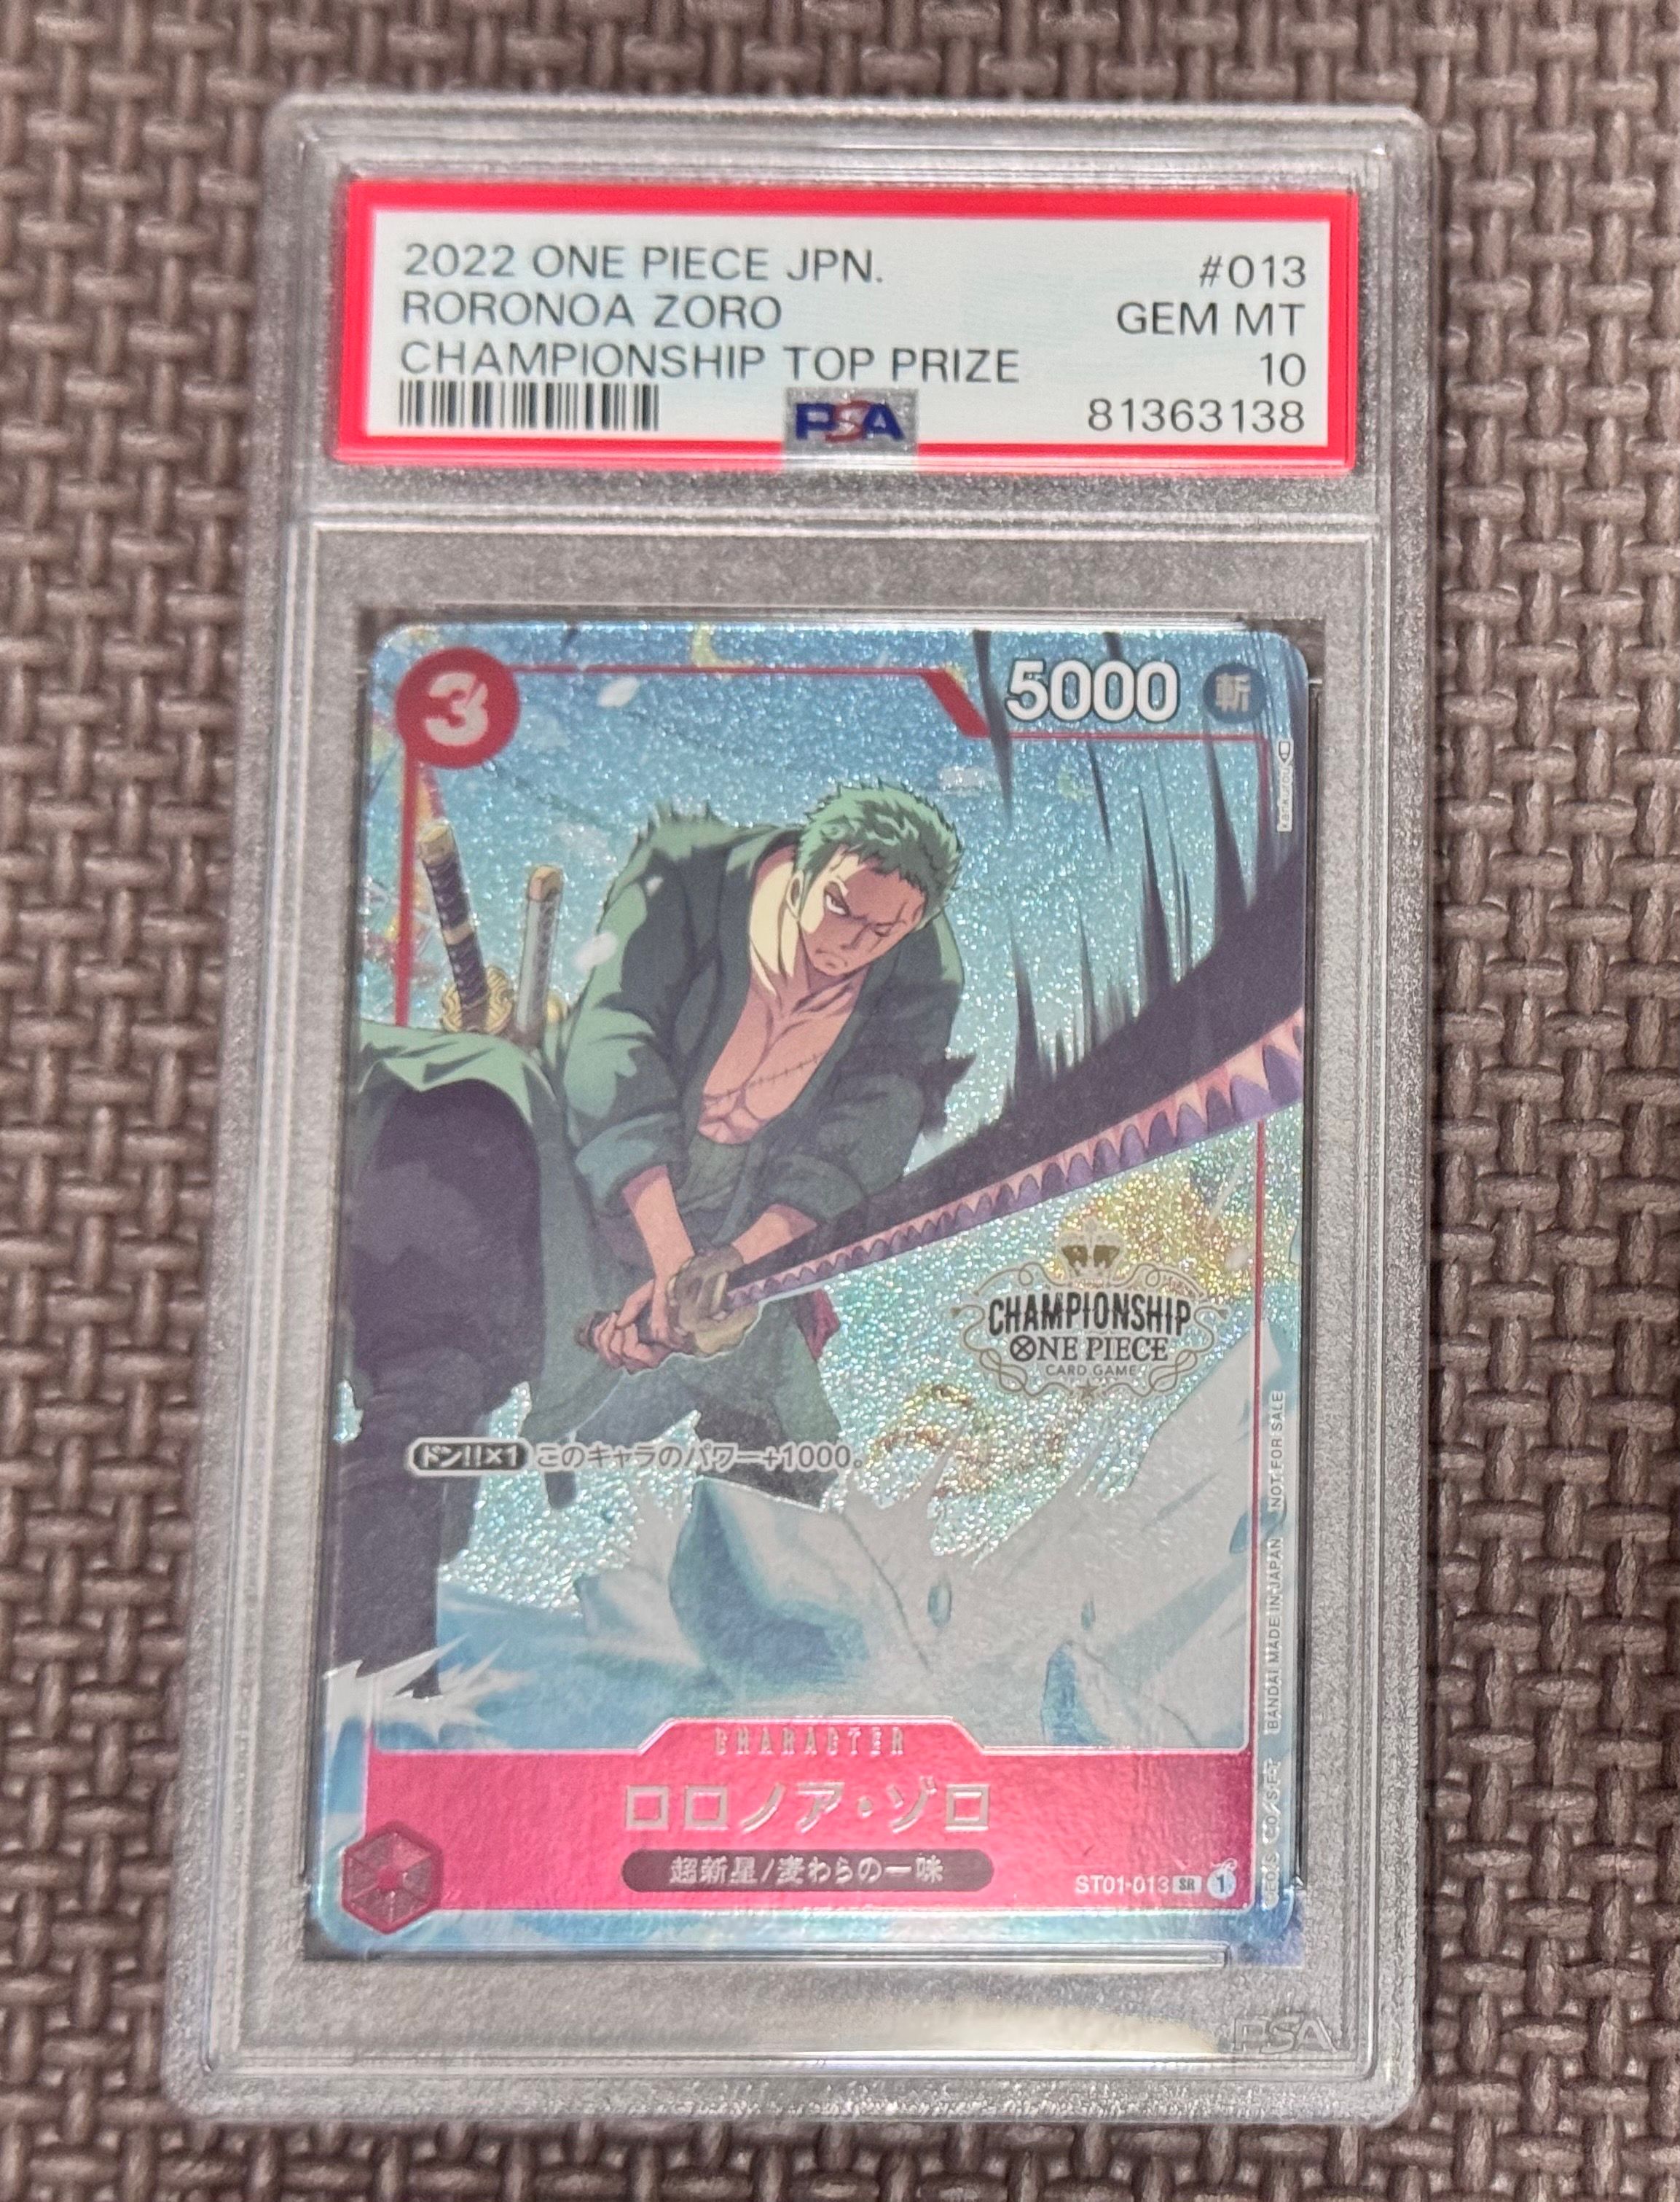 2022 ONE PIECE JPN. #013
RORONOA ZORO GEM MT
CHAMPIONSHIP TOP PRIZE 10
PSA 81363138
3
5000 斬
CHAMPIONSHIP
ONE PIECE
CARD GAME
ドン!!×1 このキャラのパワー+1000。
BANDAI MADE IN JAPAN NOT FOR SALE
CHARACTER
ロロノア・ゾロ
超新星/麦わらの一味
ST01-013 SR 1
PSA